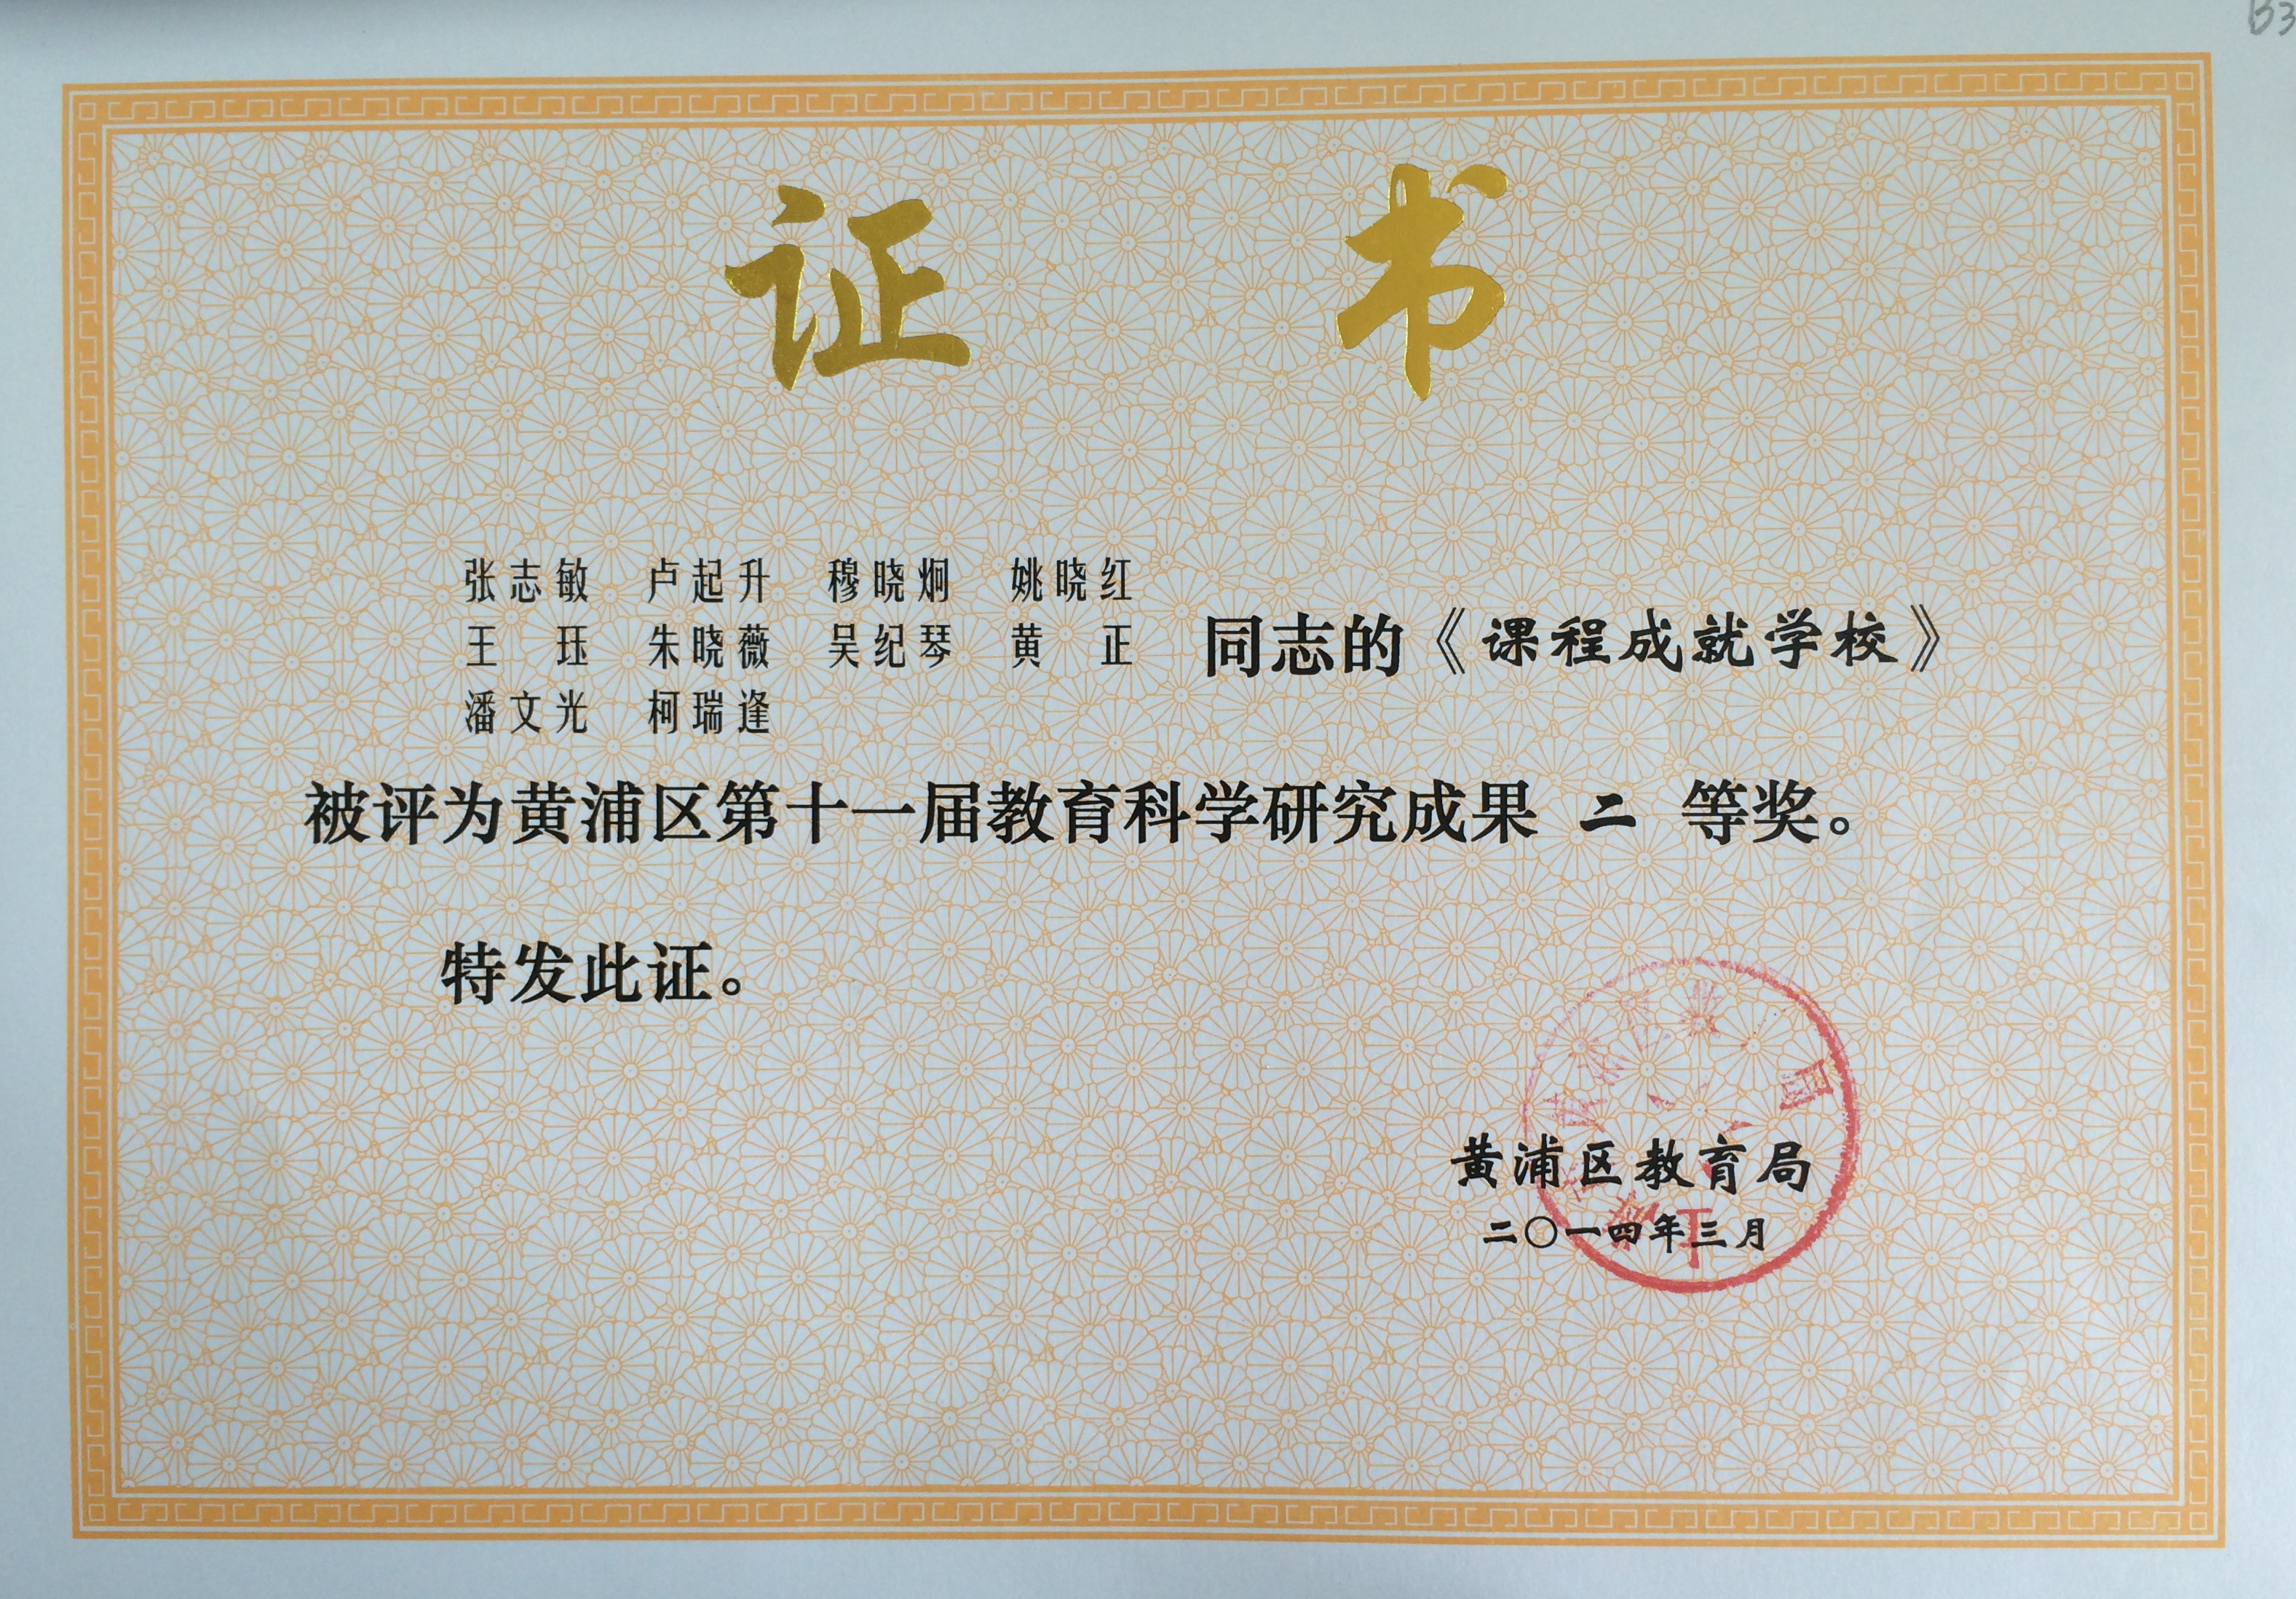 B3
证 书
张志敏 卢起升 穆晓炯 姚晓红
王 珏 朱晓薇 吴纪琴 黄 正
潘文光 柯瑞逢
同志的《课程成就学校》
被评为黄浦区第十一届教育科学研究成果 二 等奖。
特发此证。
黄浦区教育局
二〇一四年三月